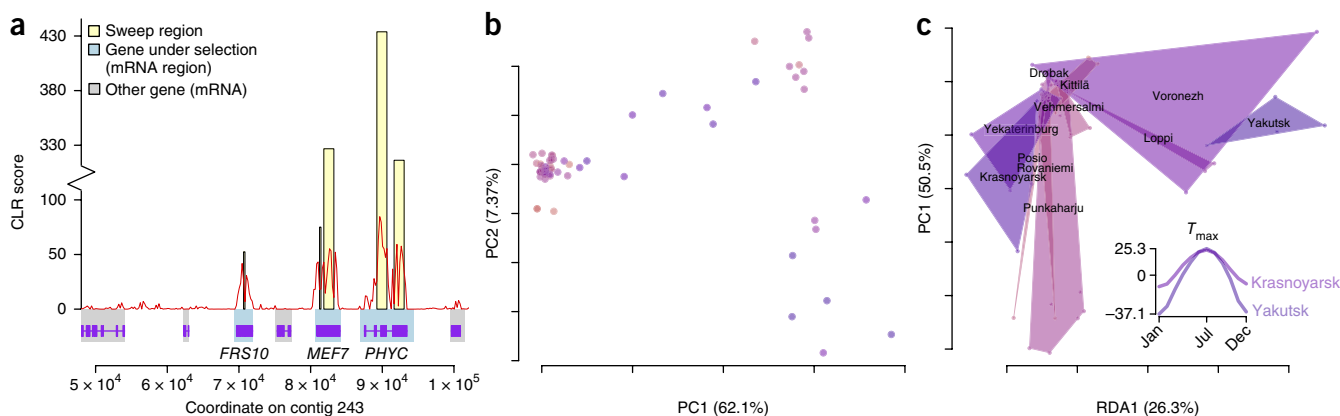 a
Sweep region
Gene under selection
(mRNA region)
Other gene (mRNA)
CLR score
430
380
330
100
50
0
FRS10 MEF7 PHYC
5 × 10⁴ 6 × 10⁴ 7 × 10⁴ 8 × 10⁴ 9 × 10⁴ 1 × 10⁵
Coordinate on contig 243
b
PC2 (7.37%)
PC1 (62.1%)
c
PC1 (50.5%)
Drøbak
Kittilä
Voronezh
Vehmersalmi
Yakutsk
Yekaterinburg
Loppi
Posio
Rovaniemi
Krasnoyarsk
Punkaharju
Tmax
25.3
0
−37.1
Krasnoyarsk
Yakutsk
Jan Jul Dec
RDA1 (26.3%)